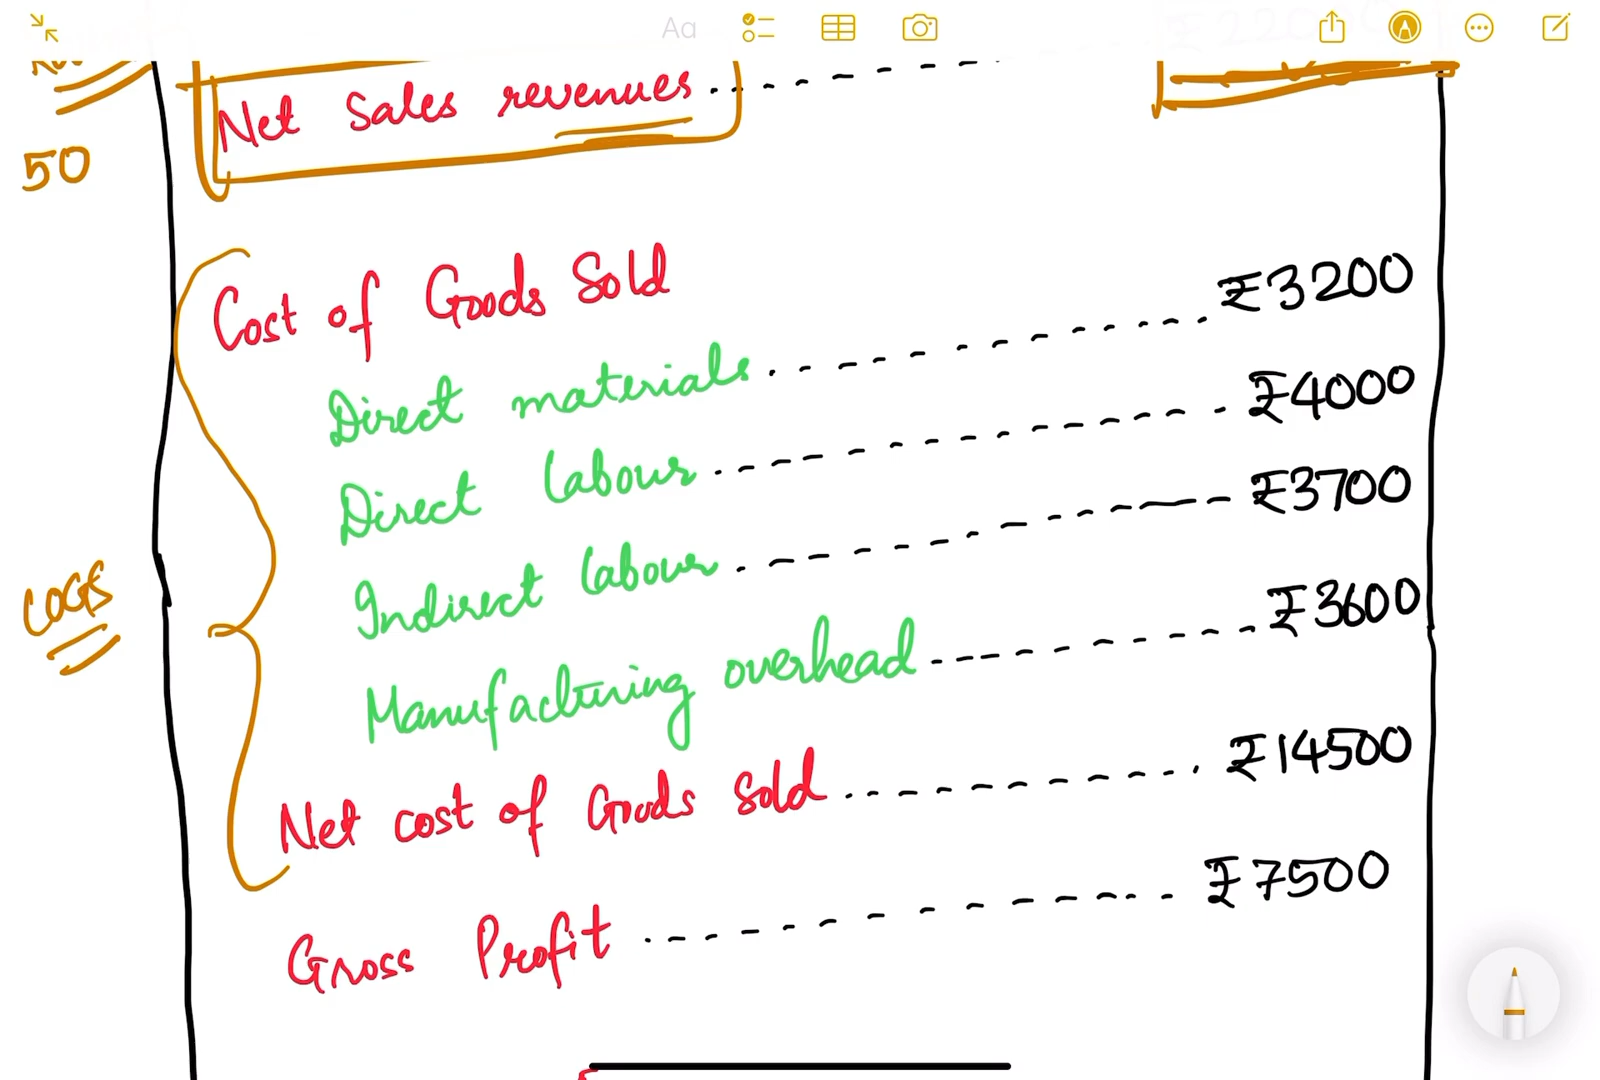 Aa
Net Sales revenues
50
Cost of Goods Sold
Direct materials ₹3200
Direct labour ₹4000
Indirect labour ₹3700
Manufacturing overhead ₹3600
COGS
Net cost of Goods Sold ₹14500
Gross Profit ₹7500